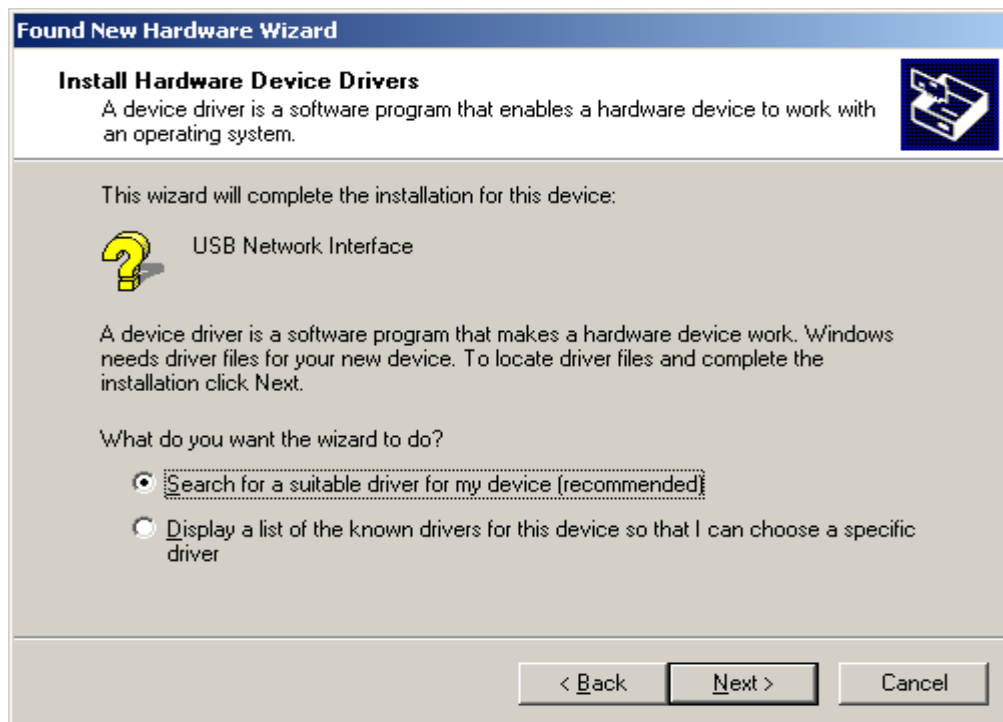 Found New Hardware Wizard
Install Hardware Device Drivers
A device driver is a software program that enables a hardware device to work with
an operating system.
This wizard will complete the installation for this device:
USB Network Interface
A device driver is a software program that makes a hardware device work. Windows
needs driver files for your new device. To locate driver files and complete the
installation click Next.
What do you want the wizard to do?
Search for a suitable driver for my device (recommended)
Display a list of the known drivers for this device so that I can choose a specific
driver
< Back
Next >
Cancel